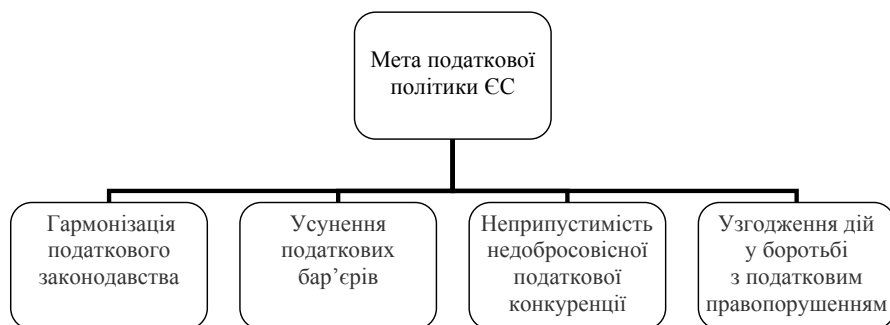 Мета податкової
політики ЄС
Гармонізація
податкового
законодавства
Усунення
податкових
бар’єрів
Неприпустимість
недобросовісної
податкової
конкуренції
Узгодження дій
у боротьбі
з податковим
правопорушенням